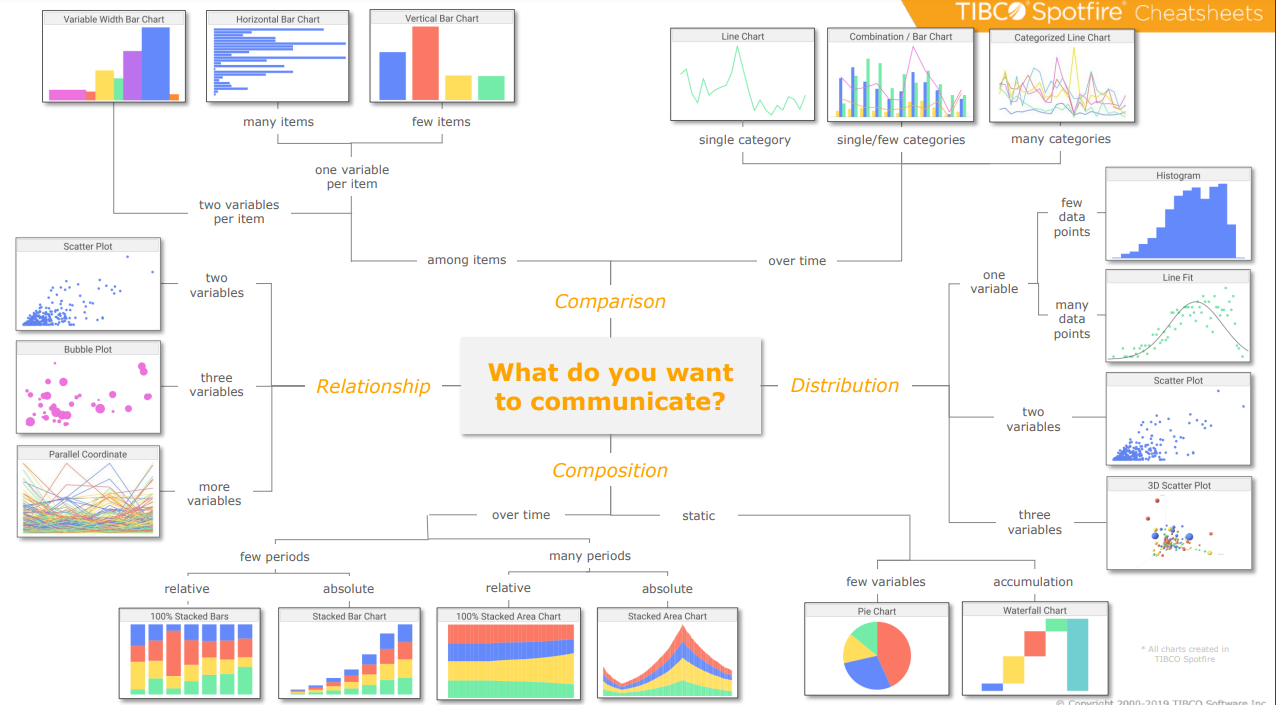 TIBCO Spotfire® Cheatsheets
Variable Width Bar Chart
Horizontal Bar Chart
Vertical Bar Chart
Line Chart
Combination / Bar Chart
Categorized Line Chart
many items
few items
single category
single/few categories
many categories
one variable
per item
two variables
per item
among items
over time
Comparison
Scatter Plot
two
variables
Bubble Plot
three
variables
Parallel Coordinate
more
variables
Relationship
What do you want
to communicate?
Distribution
one
variable
few
data
points
Histogram
many
data
points
Line Fit
two
variables
Scatter Plot
three
variables
3D Scatter Plot
Composition
over time
static
few periods
many periods
relative
absolute
relative
absolute
few variables
accumulation
100% Stacked Bars
Stacked Bar Chart
100% Stacked Area Chart
Stacked Area Chart
Pie Chart
Waterfall Chart
* All charts created in
TIBCO Spotfire
© Copyright 2000-2019 TIBCO Software Inc